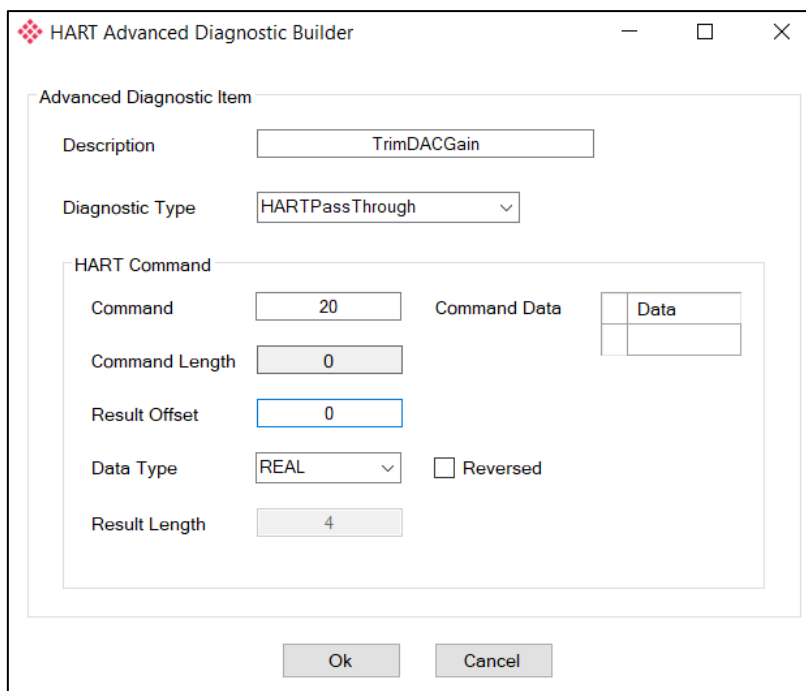 HART Advanced Diagnostic Builder
Advanced Diagnostic Item
Description TrimDACGain
Diagnostic Type HARTPassThrough
HART Command
Command 20 Command Data Data
Command Length 0
Result Offset 0
Data Type REAL Reversed
Result Length 4
Ok Cancel